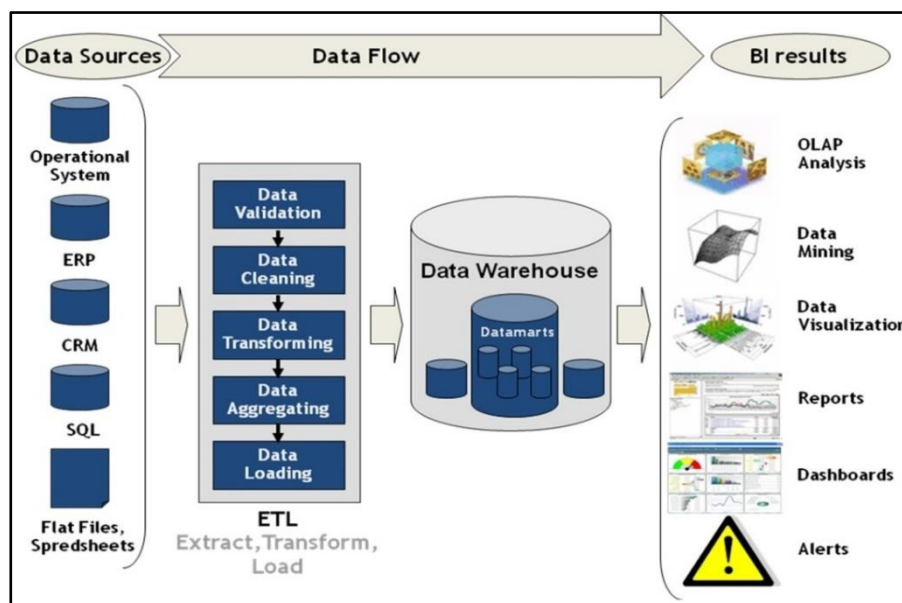 Data Sources
Data Flow
BI results
Operational
System
ERP
CRM
SQL
Flat Files,
Spredsheets
Data
Validation
Data
Cleaning
Data
Transforming
Data
Aggregating
Data
Loading
ETL
Extract,Transform,
Load
Data Warehouse
Datamarts
OLAP
Analysis
Data
Mining
Data
Visualization
Reports
Dashboards
Alerts